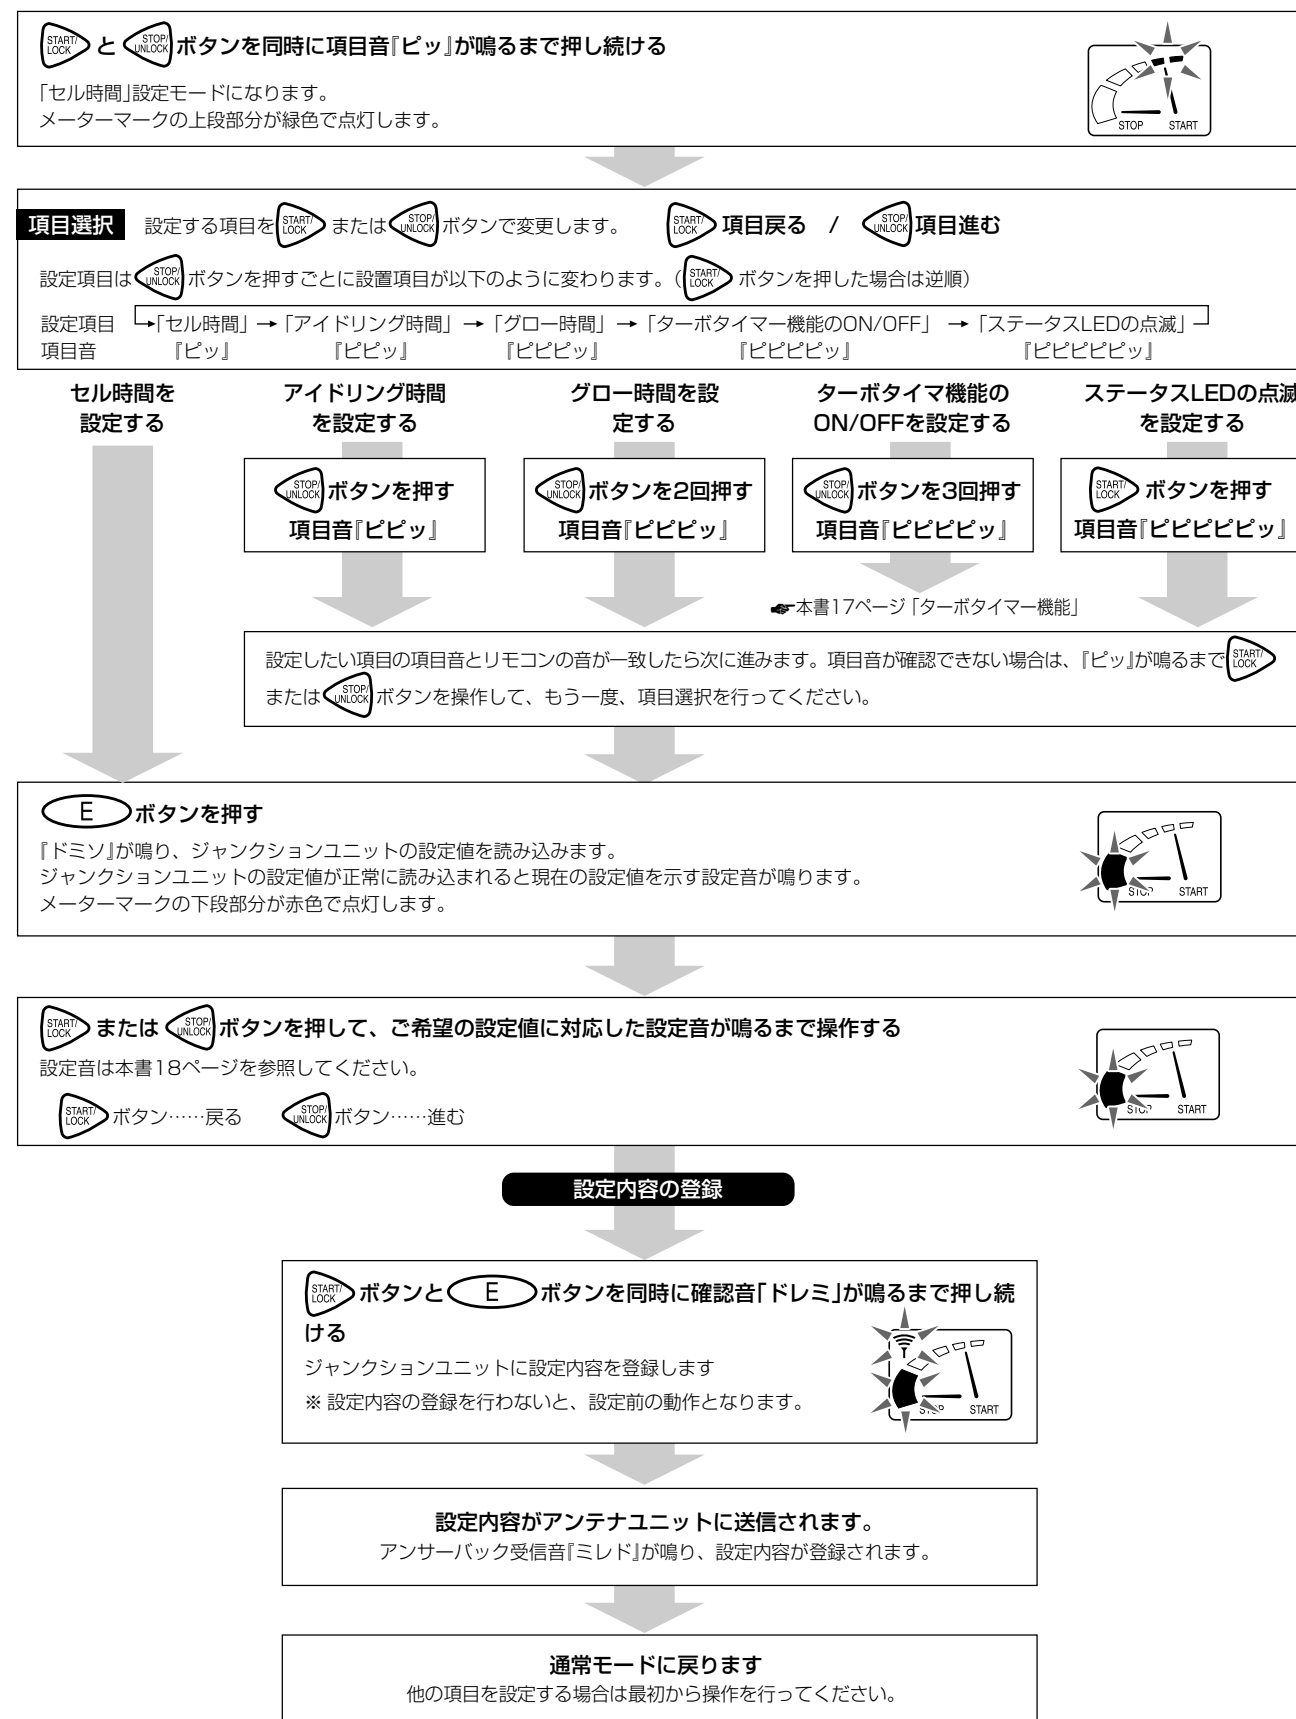 START/LOCK と STOP/UNLOCK ボタンを同時に項目音『ピッ』が鳴るまで押し続ける
「セル時間」設定モードになります。
メーターマークの上段部分が緑色で点灯します。
STOP START
項目選択 設定する項目を START/LOCK または STOP/UNLOCK ボタンで変更します。 START/LOCK 項目戻る / STOP/UNLOCK 項目進む
設定項目は STOP/UNLOCK ボタンを押すごとに設置項目が以下のように変わります。( START/LOCK ボタンを押した場合は逆順)
設定項目 →「セル時間」→「アイドリング時間」→「グロー時間」→「ターボタイマー機能のON/OFF」→「ステータスLEDの点滅」
項目音 『ピッ』 『ピピッ』 『ピピピッ』 『ピピピピッ』 『ピピピピピッ』
セル時間を
設定する
アイドリング時間
を設定する
グロー時間を設
定する
ターボタイマ機能の
ON/OFFを設定する
ステータスLEDの点滅
を設定する
STOP/UNLOCK ボタンを押す
項目音『ピピッ』
STOP/UNLOCK ボタンを2回押す
項目音『ピピピッ』
STOP/UNLOCK ボタンを3回押す
項目音『ピピピピッ』
START/LOCK ボタンを押す
項目音『ピピピピピッ』
☛本書17ページ「ターボタイマー機能」
設定したい項目の項目音とリモコンの音が一致したら次に進みます。項目音が確認できない場合は、『ピッ』が鳴るまで START/LOCK
または STOP/UNLOCK ボタンを操作して、もう一度、項目選択を行ってください。
E ボタンを押す
『ドミソ』が鳴り、ジャンクションユニットの設定値を読み込みます。
ジャンクションユニットの設定値が正常に読み込まれると現在の設定値を示す設定音が鳴ります。
メーターマークの下段部分が赤色で点灯します。
STOP START
START/LOCK または STOP/UNLOCK ボタンを押して、ご希望の設定値に対応した設定音が鳴るまで操作する
設定音は本書18ページを参照してください。
START/LOCK ボタン……戻る STOP/UNLOCK ボタン……進む
STOP START
設定内容の登録
START/LOCK ボタンと E ボタンを同時に確認音「ドレミ」が鳴るまで押し続
ける
ジャンクションユニットに設定内容を登録します
※ 設定内容の登録を行わないと、設定前の動作となります。
STOP START
設定内容がアンテナユニットに送信されます。
アンサーバック受信音『ミレド』が鳴り、設定内容が登録されます。
通常モードに戻ります
他の項目を設定する場合は最初から操作を行ってください。